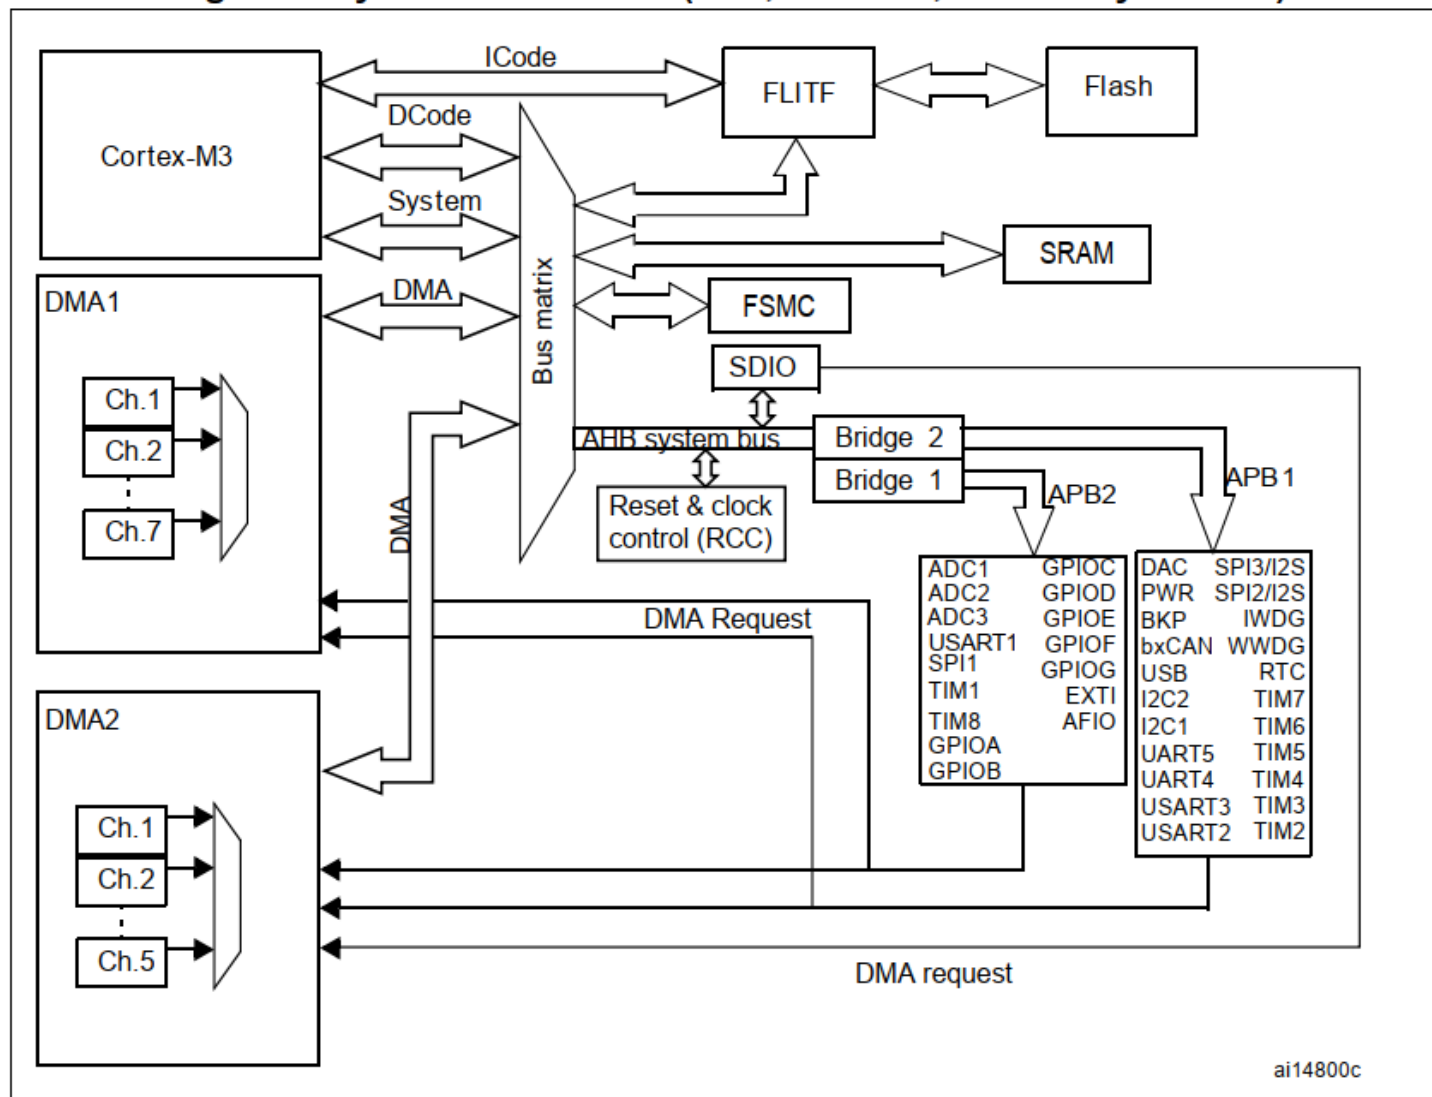 ICode
FLITF
Flash
DCode
Cortex-M3
System
SRAM
DMA1
DMA
FSMC
Bus matrix
SDIO
Ch.1
Ch.2
Ch.7
AHB system bus
Bridge 2
Bridge 1
APB2
APB1
Reset & clock
control (RCC)
DMA
DMA Request
ADC1 GPIOC
ADC2 GPIOD
ADC3 GPIOE
USART1 GPIOF
SPI1 GPIOG
TIM1 EXTI
TIM8 AFIO
GPIOA
GPIOB
DAC SPI3/I2S
PWR SPI2/I2S
BKP IWDG
bxCAN WWDG
USB RTC
I2C2 TIM7
I2C1 TIM6
UART5 TIM5
UART4 TIM4
USART3 TIM3
USART2 TIM2
DMA2
Ch.1
Ch.2
Ch.5
DMA request
ai14800c